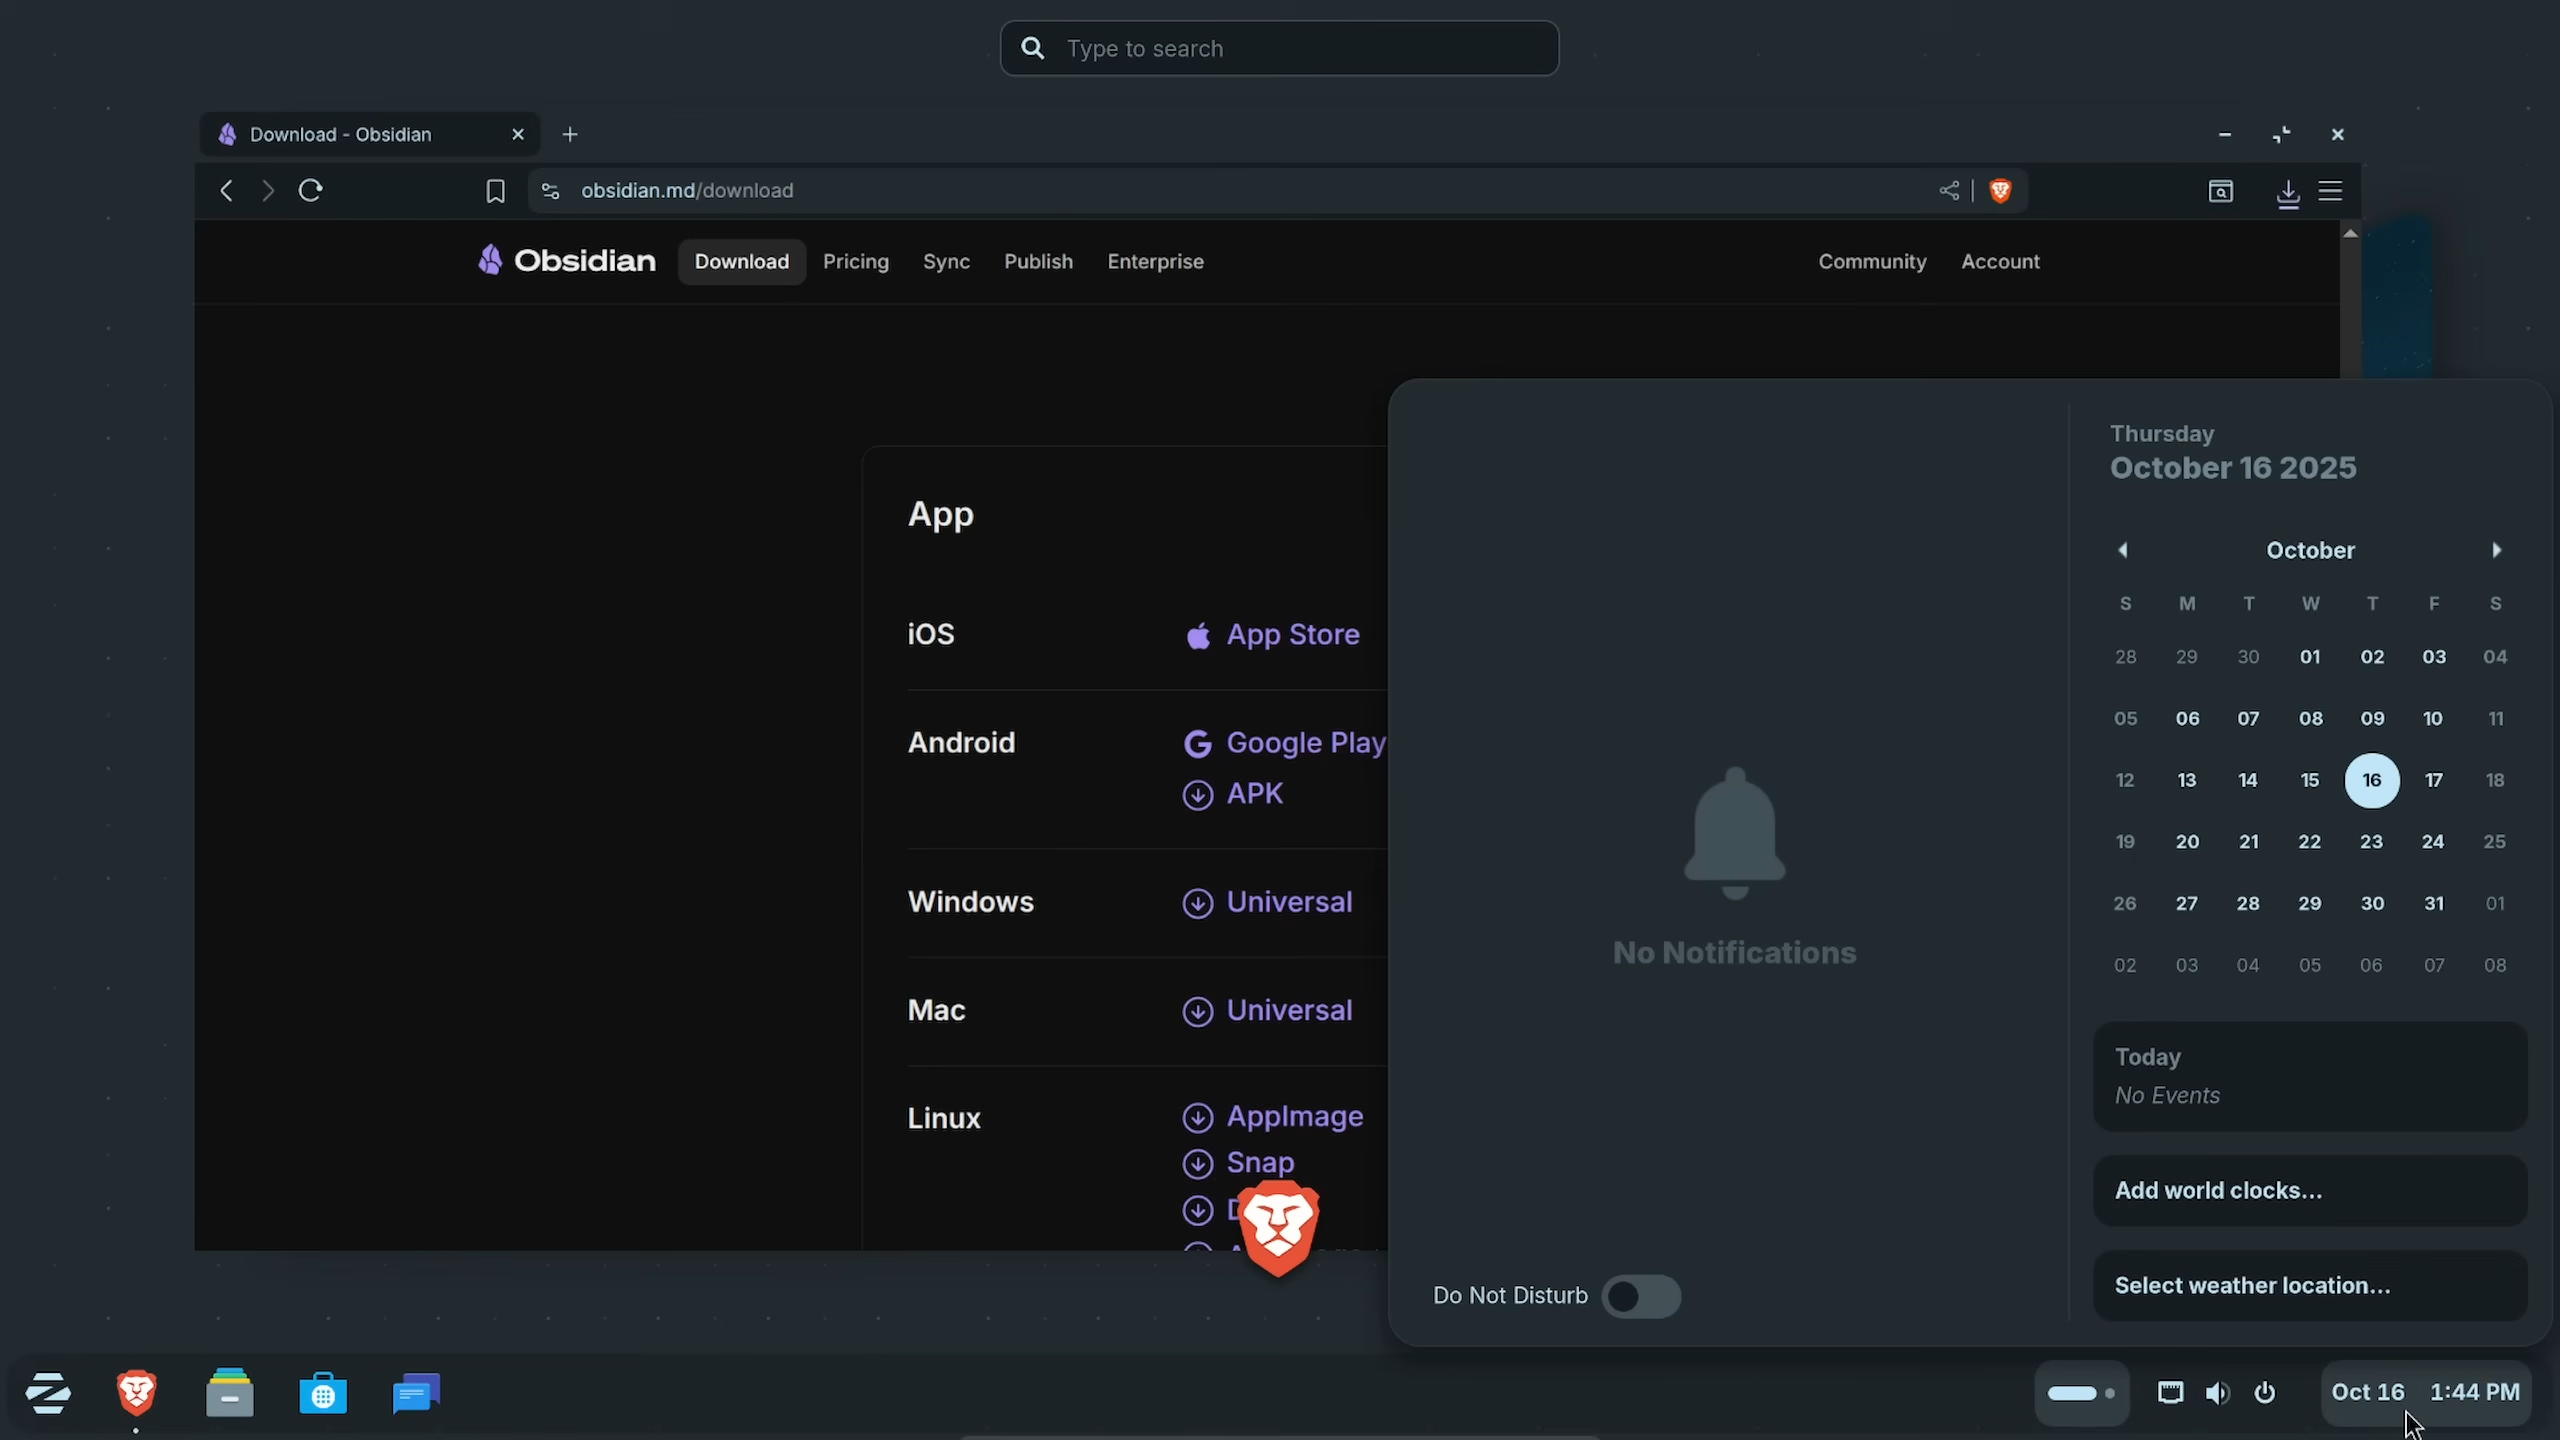 Type to search
Download - Obsidian
obsidian.md/download
Obsidian Download Pricing Sync Publish Enterprise Community Account
App
iOS App Store
Android Google Play
APK
Windows Universal
Mac Universal
Linux AppImage
Snap
No Notifications
Do Not Disturb
Thursday
October 16 2025
October
S M T W T F S
28 29 30 01 02 03 04
05 06 07 08 09 10 11
12 13 14 15 16 17 18
19 20 21 22 23 24 25
26 27 28 29 30 31 01
02 03 04 05 06 07 08
Today
No Events
Add world clocks...
Select weather location...
Oct 16 1:44 PM